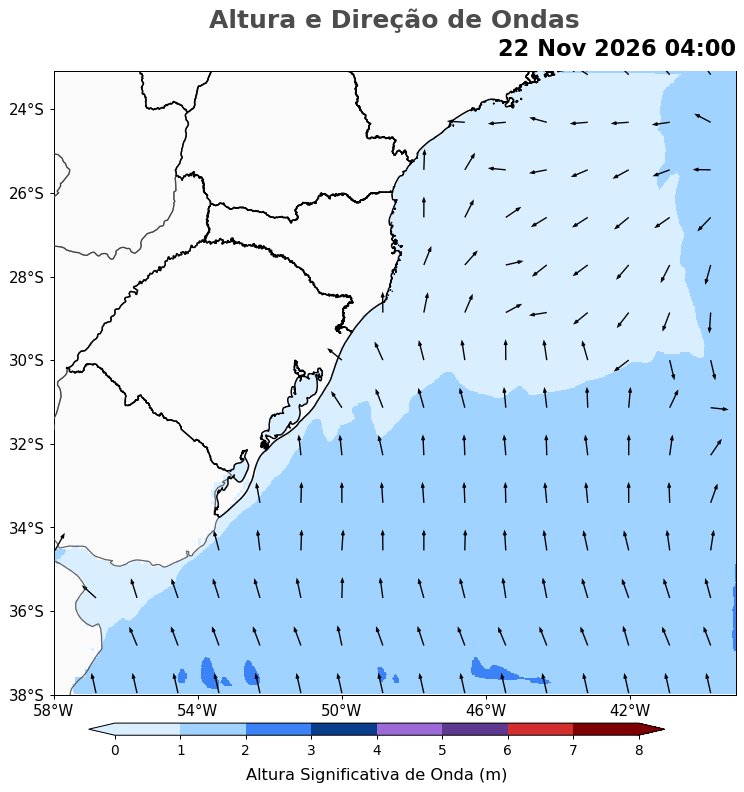 Altura e Direção de Ondas
22 Nov 2026 04:00
24°S
26°S
28°S
30°S
32°S
34°S
36°S
38°S
58°W 54°W 50°W 46°W 42°W
0 1 2 3 4 5 6 7 8
Altura Significativa de Onda (m)